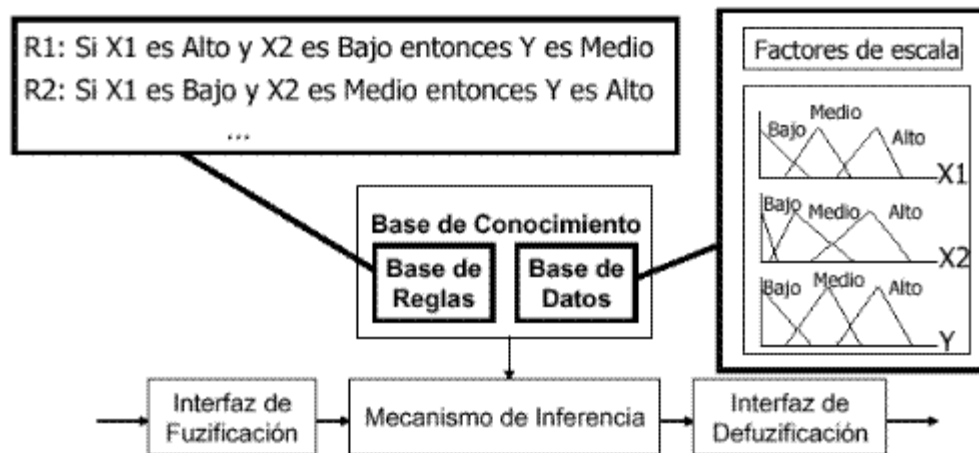 R1: Si X1 es Alto y X2 es Bajo entonces Y es Medio
R2: Si X1 es Bajo y X2 es Medio entonces Y es Alto
...
Factores de escala
Bajo Medio Alto
X1
Bajo Medio Alto
X2
Bajo Medio Alto
Y
Base de Conocimiento
Base de
Reglas
Base de
Datos
Interfaz de
Fuzificación
Mecanismo de Inferencia
Interfaz de
Defuzificación